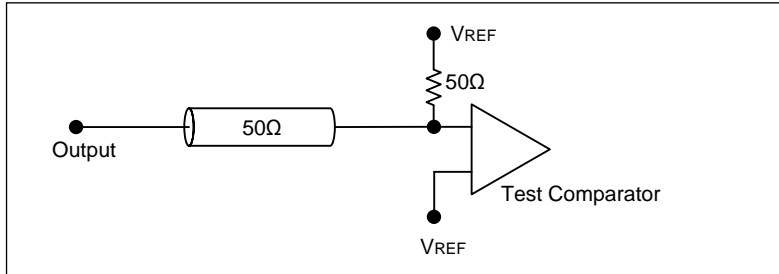 VREF
50Ω
50Ω
Output
Test Comparator
VREF